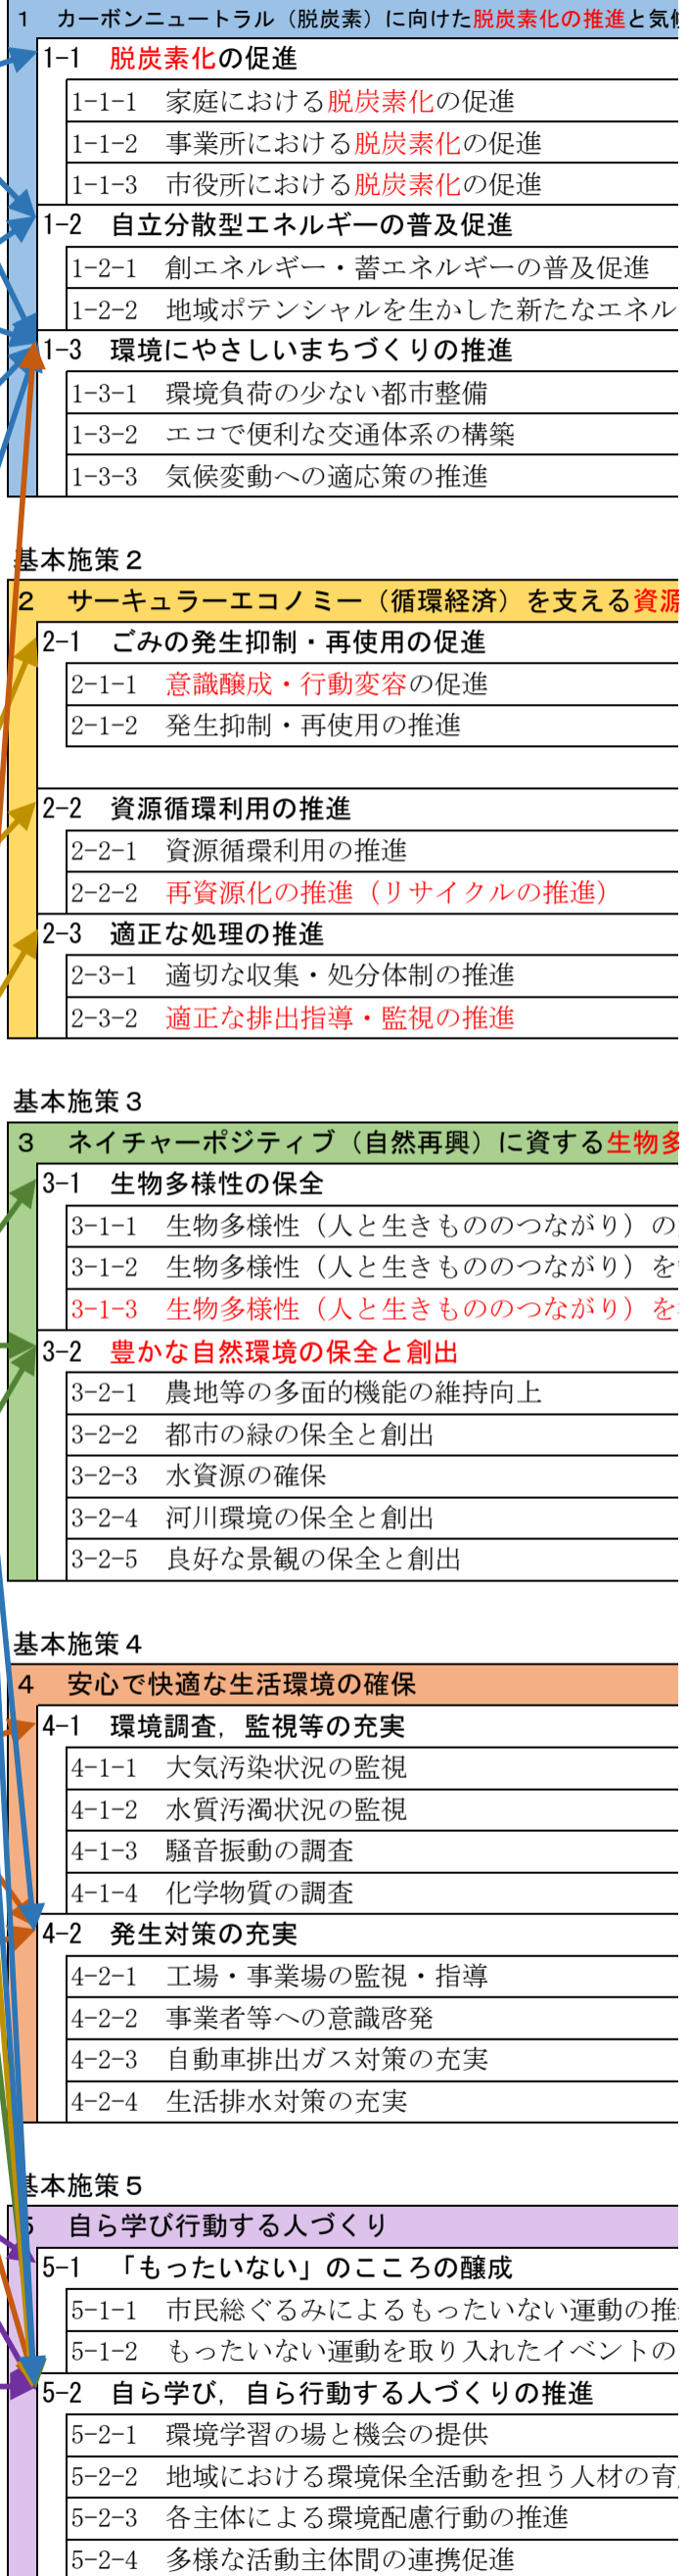 1 カーボンニュートラル（脱炭素）に向けた脱炭素化の推進と気候
1-1 脱炭素化の促進
1-1-1 家庭における脱炭素化の促進
1-1-2 事業所における脱炭素化の促進
1-1-3 市役所における脱炭素化の促進
1-2 自立分散型エネルギーの普及促進
1-2-1 創エネルギー・蓄エネルギーの普及促進
1-2-2 地域ポテンシャルを生かした新たなエネル
1-3 環境にやさしいまちづくりの推進
1-3-1 環境負荷の少ない都市整備
1-3-2 エコで便利な交通体系の構築
1-3-3 気候変動への適応策の推進
基本施策２
2 サーキュラーエコノミー（循環経済）を支える資源
2-1 ごみの発生抑制・再使用の促進
2-1-1 意識醸成・行動変容の促進
2-1-2 発生抑制・再使用の推進
2-2 資源循環利用の推進
2-2-1 資源循環利用の推進
2-2-2 再資源化の推進（リサイクルの推進）
2-3 適正な処理の推進
2-3-1 適切な収集・処分体制の推進
2-3-2 適正な排出指導・監視の推進
基本施策３
3 ネイチャーポジティブ（自然再興）に資する生物多
3-1 生物多様性の保全
3-1-1 生物多様性（人と生きもののつながり）の
3-1-2 生物多様性（人と生きもののつながり）を
3-1-3 生物多様性（人と生きもののつながり）を
3-2 豊かな自然環境の保全と創出
3-2-1 農地等の多面的機能の維持向上
3-2-2 都市の緑の保全と創出
3-2-3 水資源の確保
3-2-4 河川環境の保全と創出
3-2-5 良好な景観の保全と創出
基本施策４
4 安心で快適な生活環境の確保
4-1 環境調査，監視等の充実
4-1-1 大気汚染状況の監視
4-1-2 水質汚濁状況の監視
4-1-3 騒音振動の調査
4-1-4 化学物質の調査
4-2 発生対策の充実
4-2-1 工場・事業場の監視・指導
4-2-2 事業者等への意識啓発
4-2-3 自動車排出ガス対策の充実
4-2-4 生活排水対策の充実
基本施策５
5 自ら学び行動する人づくり
5-1 「もったいない」のこころの醸成
5-1-1 市民総ぐるみによるもったいない運動の推
5-1-2 もったいない運動を取り入れたイベントの
5-2 自ら学び，自ら行動する人づくりの推進
5-2-1 環境学習の場と機会の提供
5-2-2 地域における環境保全活動を担う人材の育
5-2-3 各主体による環境配慮行動の推進
5-2-4 多様な活動主体間の連携促進